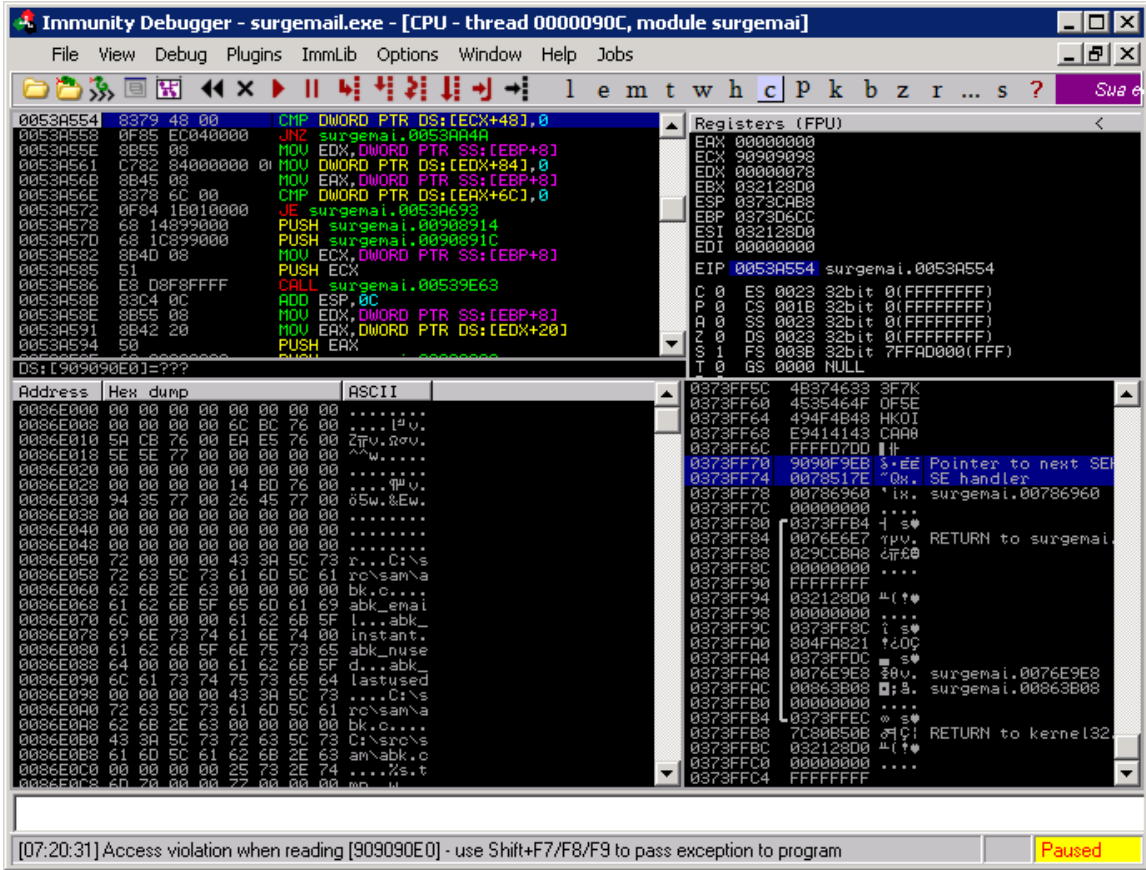 Immunity Debugger - surgemail.exe - [CPU - thread 0000090C, module surgemai]
File View Debug Plugins ImmLib Options Window Help Jobs
l e m t w h c P k b z r ... s ?
0053A554 8379 48 00 CMP DWORD PTR DS:[ECX+48],0
0053A558 0F85 EC040000 JNZ surgemai.0053AA4A
0053A55E 8B55 08 MOV EDX,DWORD PTR SS:[EBP+8]
0053A561 C782 84000000 0 MOV DWORD PTR DS:[EDX+84],0
0053A56B 8B45 08 MOV EAX,DWORD PTR SS:[EBP+8]
0053A56E 8378 6C 00 CMP DWORD PTR DS:[EAX+6C],0
0053A572 0F84 1B010000 JE surgemai.0053A693
0053A578 68 14899000 PUSH surgemai.00908914
0053A57D 68 1C899000 PUSH surgemai.0090891C
0053A582 8B4D 08 MOV ECX,DWORD PTR SS:[EBP+8]
0053A585 51 PUSH ECX
0053A586 E8 D8F8FFFF CALL surgemai.00539E63
0053A58B 83C4 0C ADD ESP,0C
0053A58E 8B55 08 MOV EDX,DWORD PTR SS:[EBP+8]
0053A591 8B42 20 MOV EAX,DWORD PTR DS:[EDX+20]
0053A594 50 PUSH EAX
DS:[909090E0]=???
Registers (FPU) <
EAX 00000000
ECX 90909098
EDX 00000078
EBX 032128D0
ESP 0373CAB8
EBP 0373D6CC
ESI 032128D0
EDI 00000000
EIP 0053A554 surgemai.0053A554
C 0 ES 0023 32bit 0(FFFFFFFF)
P 0 CS 001B 32bit 0(FFFFFFFF)
A 0 SS 0023 32bit 0(FFFFFFFF)
Z 0 DS 0023 32bit 0(FFFFFFFF)
S 1 FS 003B 32bit 7FFAD000(FFF)
T 0 GS 0000 NULL
Address Hex dump ASCII
0086E000 00 00 00 00 00 00 00 00 ........
0086E008 00 00 00 00 6C BC 76 00
0086E010 5A CB 76 00 EA E5 76 00
0086E018 5E 5E 77 00 00 00 00 00 ^^w.....
0086E020 00 00 00 00 00 00 00 00 ........
0086E028 00 00 00 00 14 BD 76 00
0086E030 94 35 77 00 26 45 77 00 ö5w.&Ew.
0086E038 00 00 00 00 00 00 00 00 ........
0086E040 00 00 00 00 00 00 00 00 ........
0086E048 00 00 00 00 00 00 00 00 ........
0086E050 72 00 00 00 43 3A 5C 73 r...C:\s
0086E058 72 63 5C 73 61 6D 5C 61 rc\sam\a
0086E060 62 6B 2E 63 00 00 00 00 bk.c....
0086E068 61 62 6B 5F 65 6D 61 69 abk_emai
0086E070 6C 00 00 00 61 62 6B 5F l...abk_
0086E078 69 6E 73 74 61 6E 74 00 instant.
0086E080 61 62 6B 5F 6E 75 73 65 abk_nuse
0086E088 64 00 00 00 61 62 6B 5F d...abk_
0086E090 6C 61 73 74 75 73 65 64 lastused
0086E098 00 00 00 00 43 3A 5C 73 ....C:\s
0086E0A0 72 63 5C 73 61 6D 5C 61 rc\sam\a
0086E0A8 62 6B 2E 63 00 00 00 00 bk.c....
0086E0B0 43 3A 5C 73 72 63 5C 73 C:\src\s
0086E0B8 61 6D 5C 61 62 6B 2E 63 am\abk.c
0086E0C0 00 00 00 00 25 73 2E 74 ....%s.t
0086E0C8 6D 70 00 00 77 00 00 00 mp..w...
0373FF5C 4B374633 3F7K
0373FF60 4535464F OF5E
0373FF64 494F4B48 HKOI
0373FF68 E9414143 CAAΘ
0373FF6C FFFFD7DD
0373FF70 9090F9EB Pointer to next SEH
0373FF74 0078517E ~Qx. SE handler
0373FF78 00786960 `ix. surgemai.00786960
0373FF7C 00000000 ....
0373FF80 0373FFB4
0373FF84 0076E6E7 RETURN to surgemai.
0373FF88 029CCBA8
0373FF8C 00000000 ....
0373FF90 FFFFFFFF
0373FF94 032128D0
0373FF98 00000000 ....
0373FF9C 0373FF8C
0373FFA0 804FA821
0373FFA4 0373FFDC
0373FFA8 0076E9E8 surgemai.0076E9E8
0373FFAC 00863B08 surgemai.00863B08
0373FFB0 00000000 ....
0373FFB4 0373FFEC
0373FFB8 7C80B50B RETURN to kernel32.
0373FFBC 032128D0
0373FFC0 00000000 ....
0373FFC4 FFFFFFFF
[07:20:31] Access violation when reading [909090E0] - use Shift+F7/F8/F9 to pass exception to program
Paused